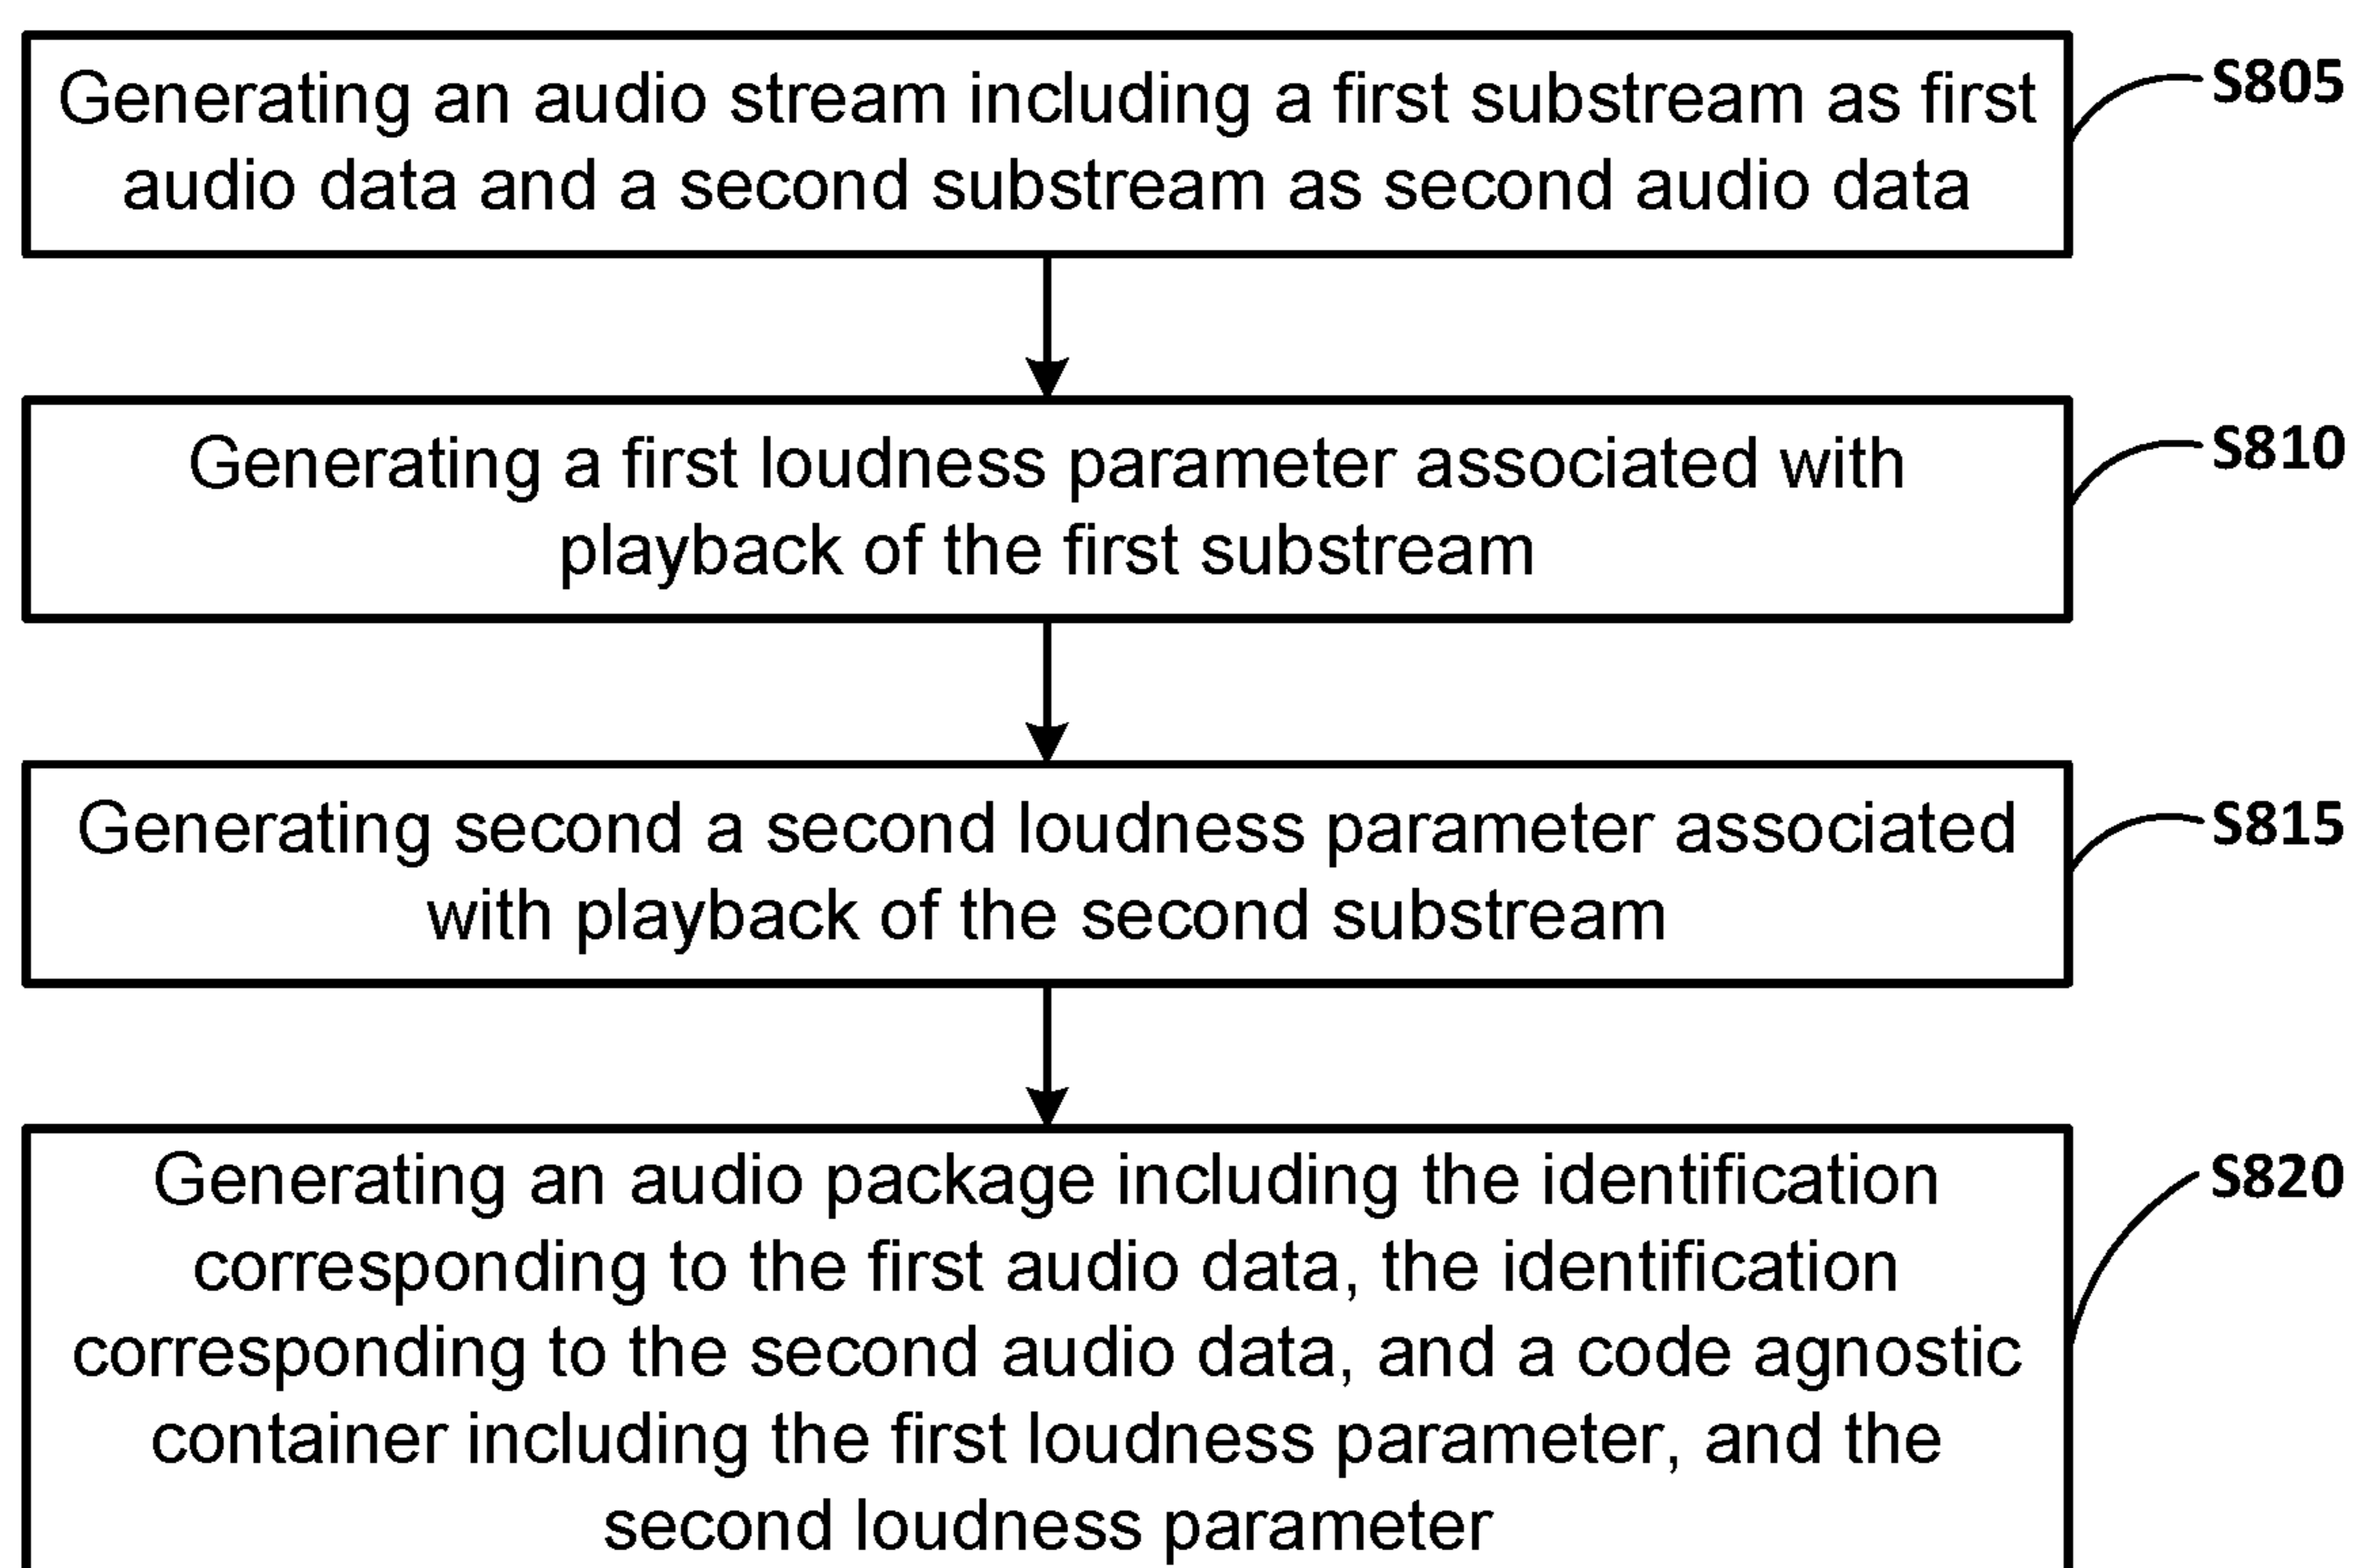 Generating an audio stream including a first substream as first
audio data and a second substream as second audio data
S805
Generating a first loudness parameter associated with
playback of the first substream
S810
Generating second a second loudness parameter associated
with playback of the second substream
S815
Generating an audio package including the identification
corresponding to the first audio data, the identification
corresponding to the second audio data, and a code agnostic
container including the first loudness parameter, and the
second loudness parameter
S820